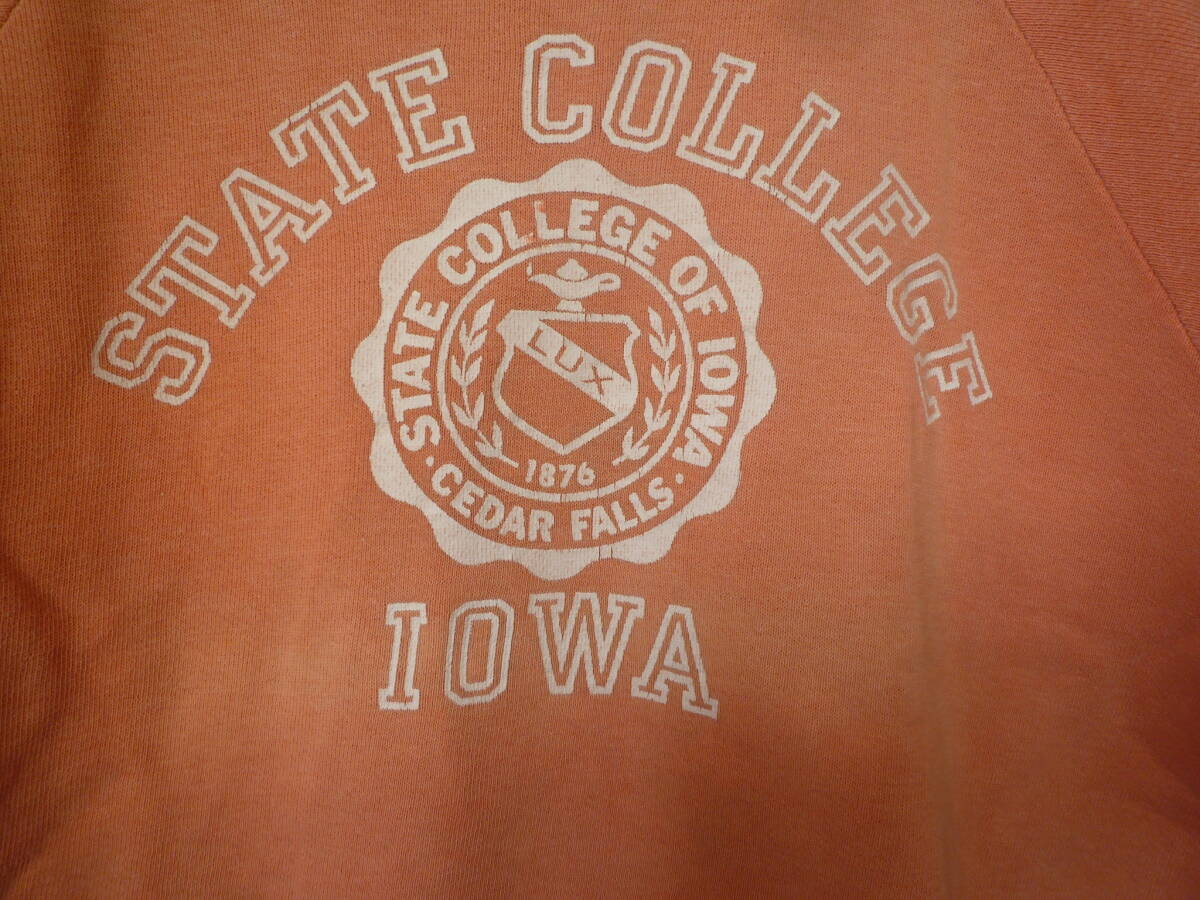 STATE COLLEGE
STATE COLLEGE OF IOWA
· CEDAR FALLS ·
LUX
1876
IOWA